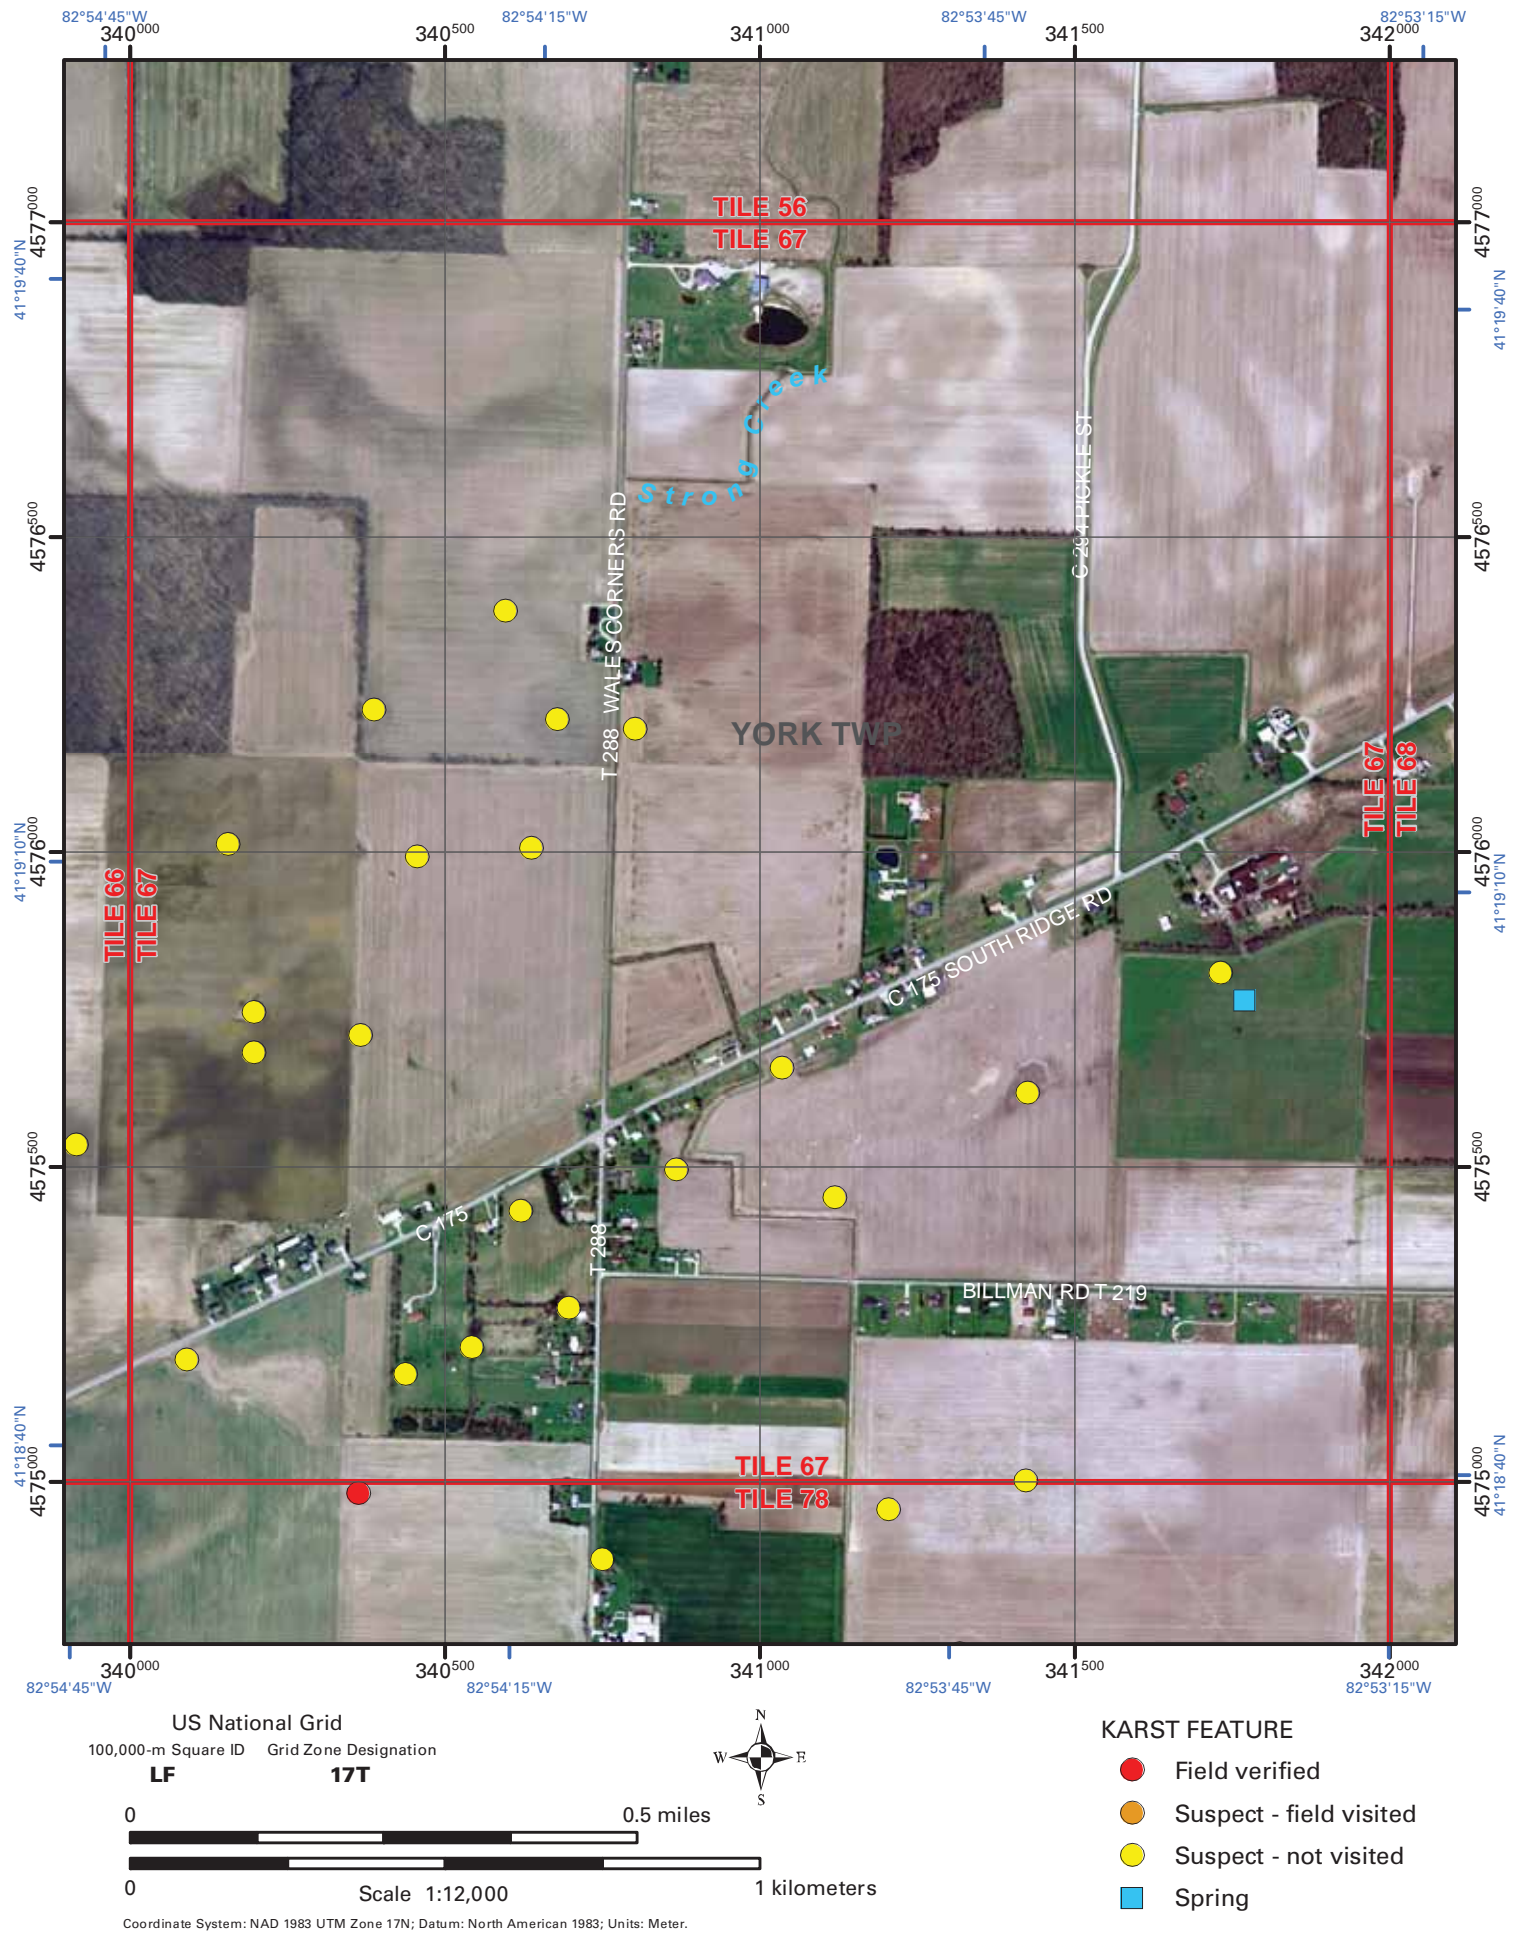 82°54'45"W 82°54'15"W 82°53'45"W 82°53'15"W
340000 340500 341000 341500 342000
TILE 56
TILE 67
4577000 4577000
41°19'40"N 41°19'40"N
Strong Creek
4576500 4576500
T 288 WALES CORNERS RD
C 294 PICKLE ST
YORK TWP
TILE 67
TILE 68
4576000 4576000
41°19'10"N 41°19'10"N
TILE 66
TILE 67
C 175 SOUTH RIDGE RD
4575500 4575500
C 175
T 288
BILLMAN RD T 219
41°18'40"N 41°18'40"N
4575000 4575000
TILE 67
TILE 78
340000 340500 341000 341500 342000
82°54'45"W 82°54'15"W 82°53'45"W 82°53'15"W
US National Grid
100,000-m Square ID Grid Zone Designation
LF 17T
N
W E
S
0 0.5 miles
0 1 kilometers
Scale 1:12,000
Coordinate System: NAD 1983 UTM Zone 17N; Datum: North American 1983; Units: Meter.
KARST FEATURE
Field verified
Suspect - field visited
Suspect - not visited
Spring